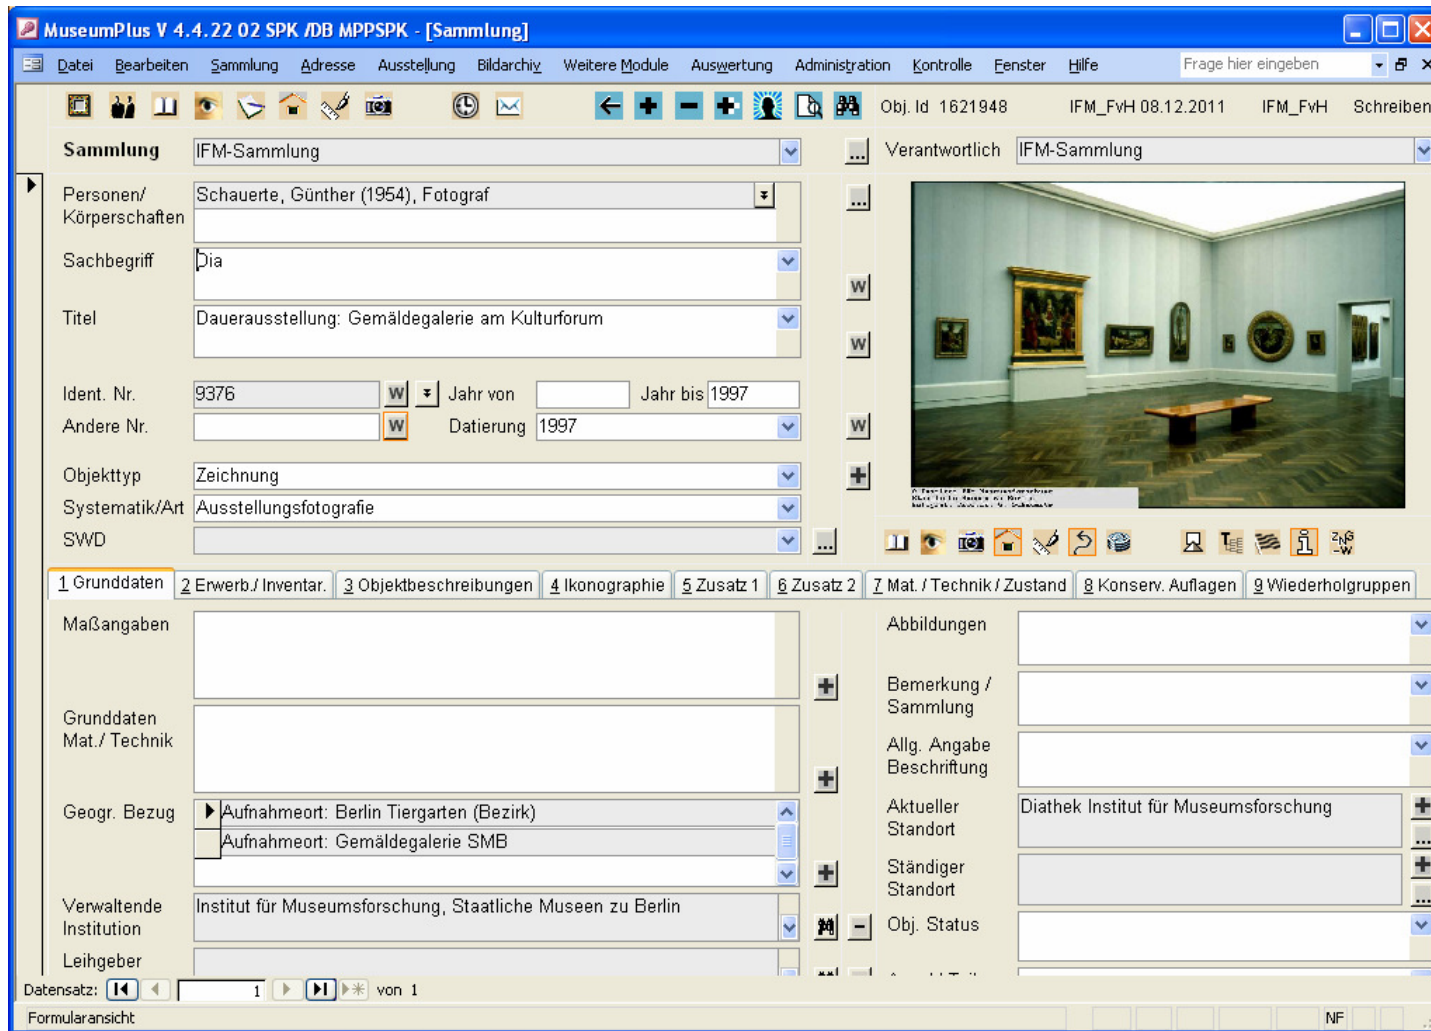 MuseumPlus V 4.4.22 02 SPK /DB MPPSPK - [Sammlung]
Datei Bearbeiten Sammlung Adresse Ausstellung Bildarchiv Weitere Module Auswertung Administration Kontrolle Fenster Hilfe Frage hier eingeben
Obj. Id 1621948 IFM_FvH 08.12.2011 IFM_FvH Schreiben
Sammlung IFM-Sammlung ... Verantwortlich IFM-Sammlung
Personen/ Schauerte, Günther (1954), Fotograf ...
Körperschaften
Sachbegriff Dia
W
Titel Dauerausstellung: Gemäldegalerie am Kulturforum
W
Ident. Nr. 9376 W Jahr von Jahr bis 1997
Andere Nr. W Datierung 1997 W
Objekttyp Zeichnung
Systematik/Art Ausstellungsfotografie
SWD ...
1 Grunddaten 2 Erwerb./ Inventar. 3 Objektbeschreibungen 4 Ikonographie 5 Zusatz 1 6 Zusatz 2 7 Mat. / Technik / Zustand 8 Konserv. Auflagen 9 Wiederholgruppen
Maßangaben Abbildungen
Bemerkung /
Sammlung
Grunddaten
Mat./ Technik
Allg. Angabe
Beschriftung
Geogr. Bezug Aufnahmeort: Berlin Tiergarten (Bezirk)
Aufnahmeort: Gemäldegalerie SMB
Aktueller Diathek Institut für Museumsforschung
Standort
...
Ständiger
Standort
...
Verwaltende Institut für Museumsforschung, Staatliche Museen zu Berlin
Institution
Obj. Status
Leihgeber
Datensatz: 1 von 1
Formularansicht NF